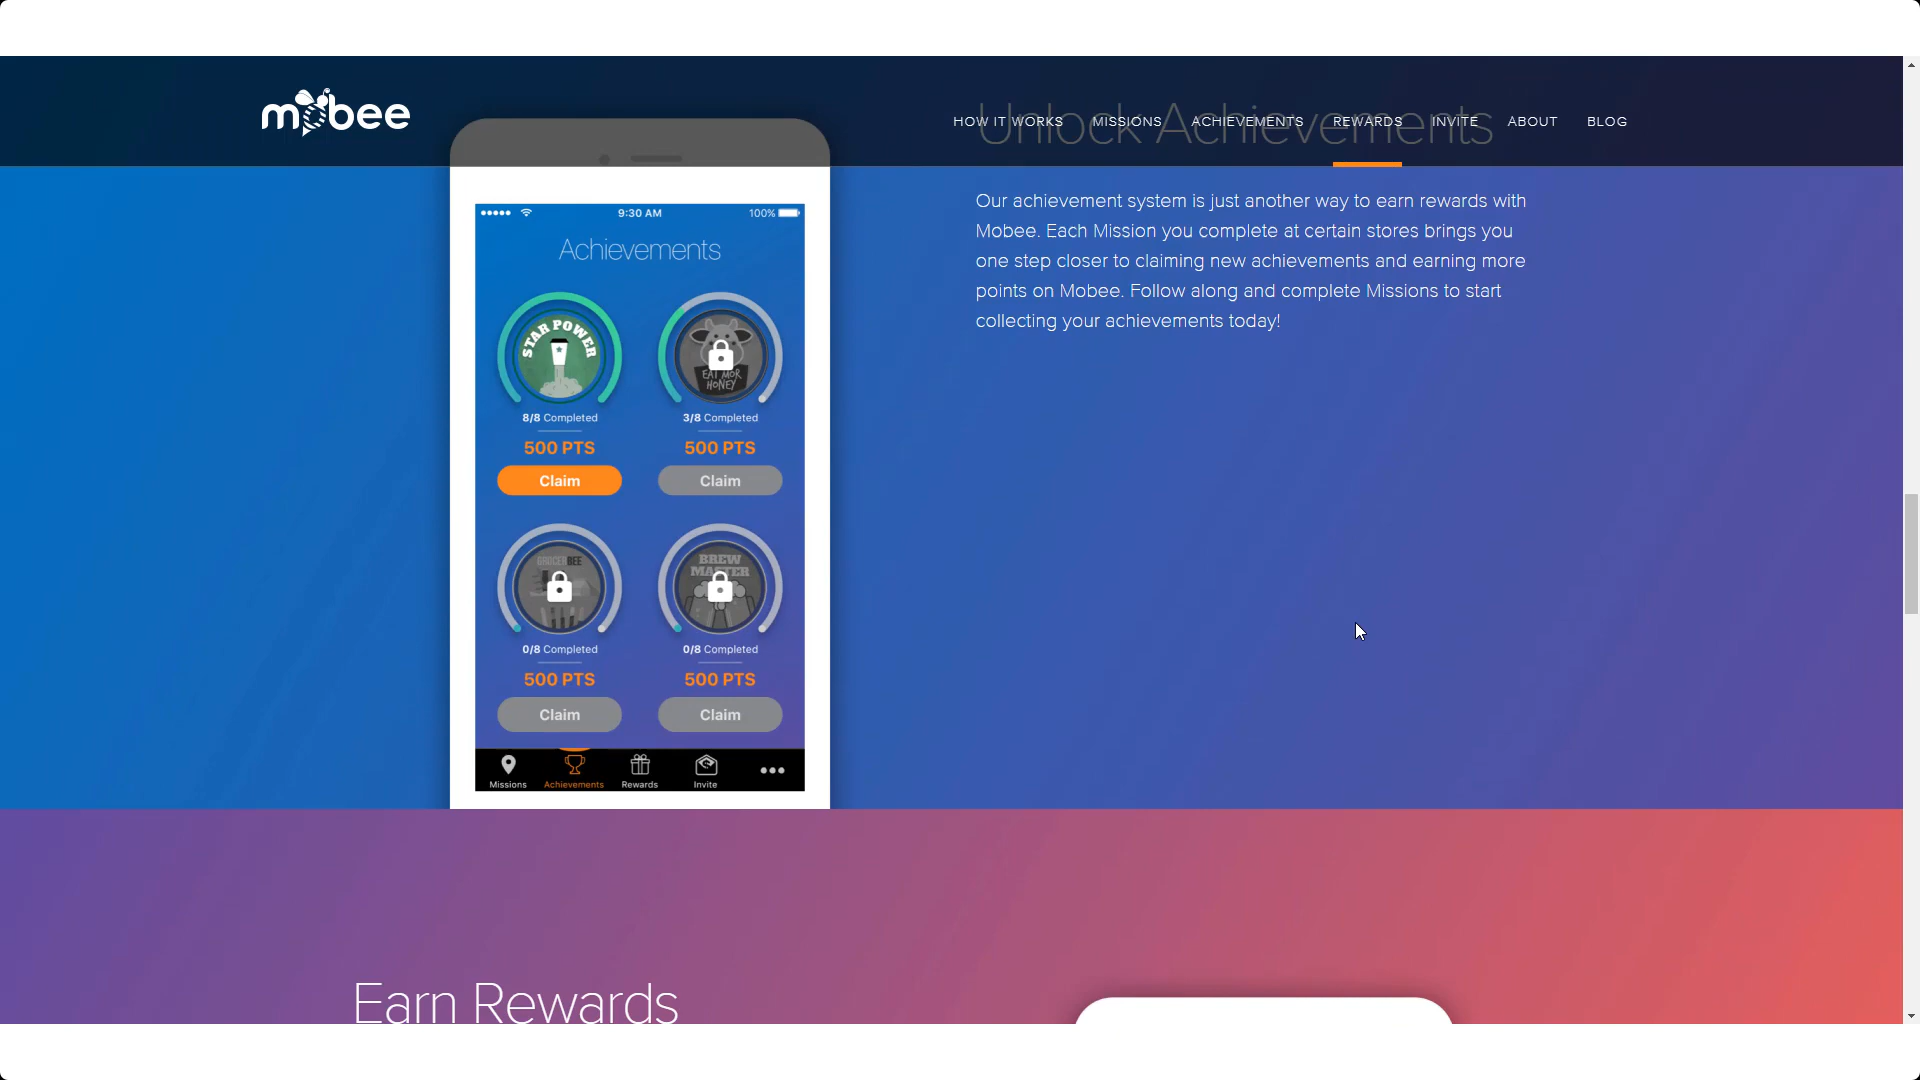 mobee
HOW IT WORKS MISSIONS ACHIEVEMENTS REWARDS INVITE ABOUT BLOG
Unlock Achievements
Our achievement system is just another way to earn rewards with
Mobee. Each Mission you complete at certain stores brings you
one step closer to claiming new achievements and earning more
points on Mobee. Follow along and complete Missions to start
collecting your achievements today!
9:30 AM 100%
Achievements
STAR POWER
EAT MOR
HONEY
8/8 Completed 3/8 Completed
500 PTS 500 PTS
Claim Claim
GROCERBEE
BREW
MASTER
0/8 Completed 0/8 Completed
500 PTS 500 PTS
Claim Claim
Missions Achievements Rewards Invite
Earn Rewards